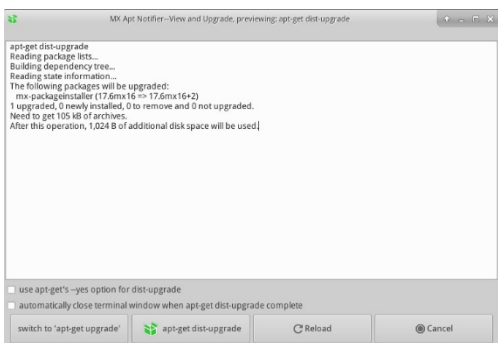 MX Apt Notifier--View and Upgrade, previewing: apt-get dist-upgrade
apt-get dist-upgrade
Reading package lists...
Building dependency tree...
Reading state information...
The following packages will be upgraded:
mx-packageinstaller (17.6mx16 => 17.6mx16+2)
1 upgraded, 0 newly installed, 0 to remove and 0 not upgraded.
Need to get 105 kB of archives.
After this operation, 1,024 B of additional disk space will be used.
use apt-get's --yes option for dist-upgrade
automatically close terminal window when apt-get dist-upgrade complete
switch to 'apt-get upgrade'
apt-get dist-upgrade
Reload
Cancel